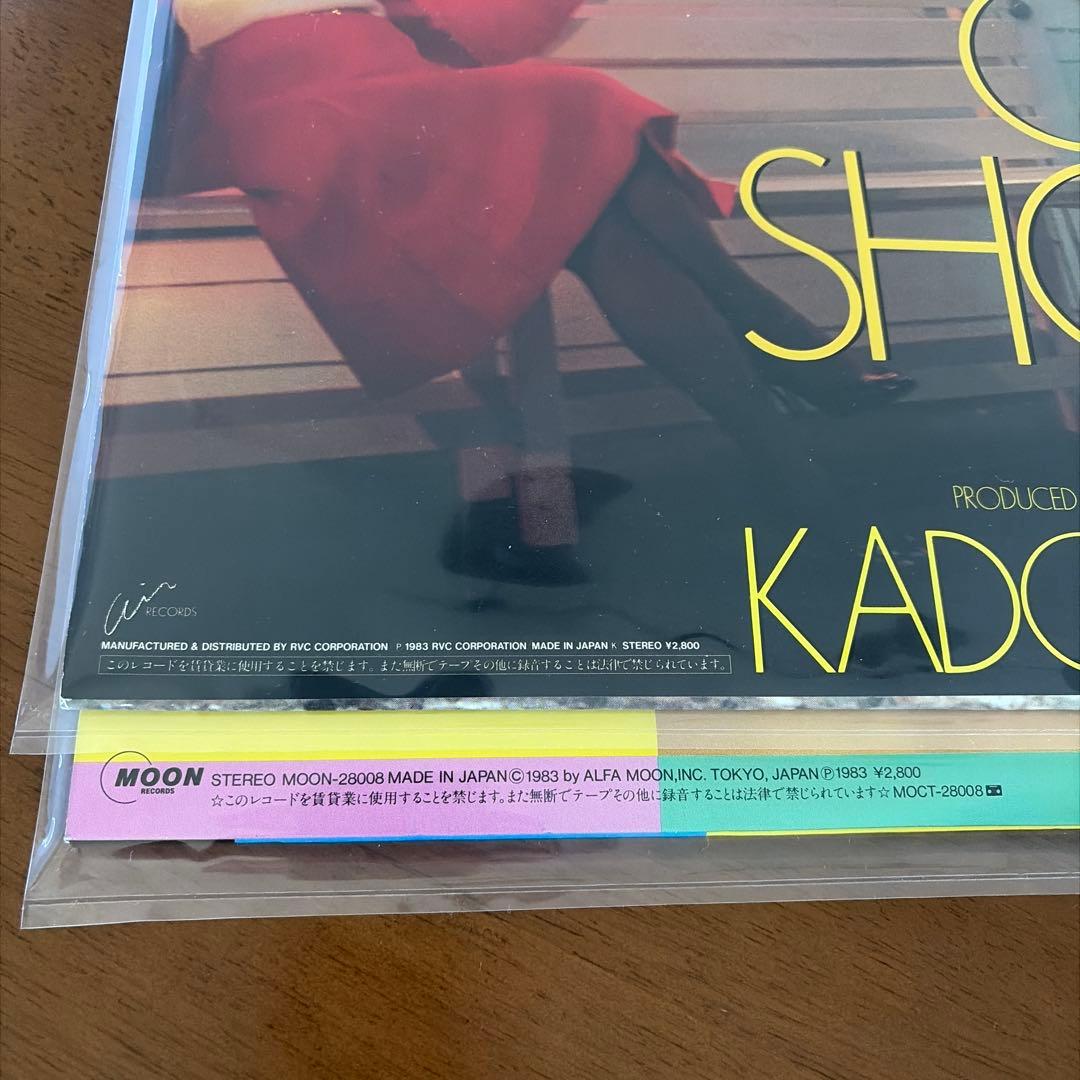 SHO
PRODUCED
KADO
Air RECORDS
MANUFACTURED & DISTRIBUTED BY RVC CORPORATION ℗ 1983 RVC CORPORATION MADE IN JAPAN K STEREO ¥2,800
このレコードを賃貸業に使用することを禁じます。また無断でテープその他に録音することは法律で禁じられています。
MOON RECORDS
STEREO MOON-28008 MADE IN JAPAN Ⓒ1983 by ALFA MOON, INC. TOKYO, JAPAN ℗1983 ¥2,800
☆このレコードを賃貸業に使用することを禁じます。また無断でテープその他に録音することは法律で禁じられています☆ MOCT-28008